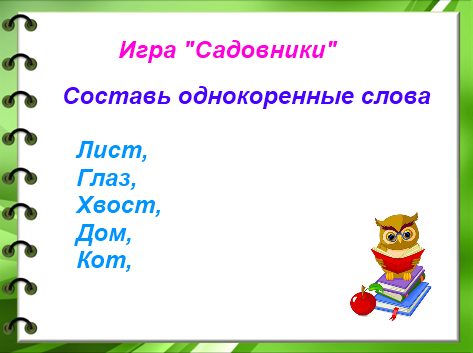 Игра "Садовники"
Составь однокоренные слова
Лист,
Глаз,
Хвост,
Дом,
Кот,